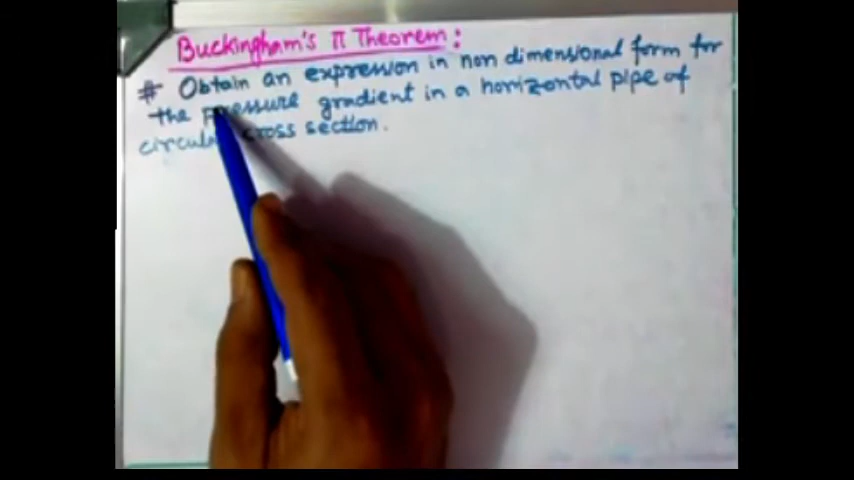 Buckingham's π Theorem :
# Obtain an expression in non dimensional form for
the pressure gradient in a horizontal pipe of
cross section.